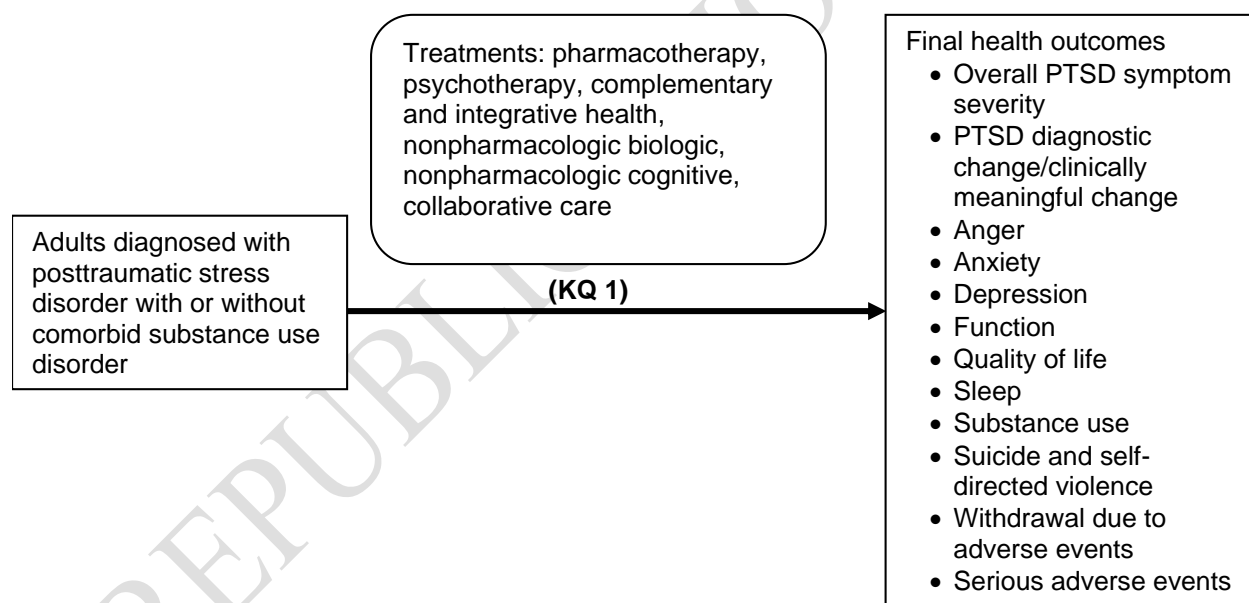 Treatments: pharmacotherapy,
psychotherapy, complementary
and integrative health,
nonpharmacologic biologic,
nonpharmacologic cognitive,
collaborative care
Adults diagnosed with
posttraumatic stress
disorder with or without
comorbid substance use
disorder
(KQ 1)
Final health outcomes
• Overall PTSD symptom
severity
• PTSD diagnostic
change/clinically
meaningful change
• Anger
• Anxiety
• Depression
• Function
• Quality of life
• Sleep
• Substance use
• Suicide and self-
directed violence
• Withdrawal due to
adverse events
• Serious adverse events